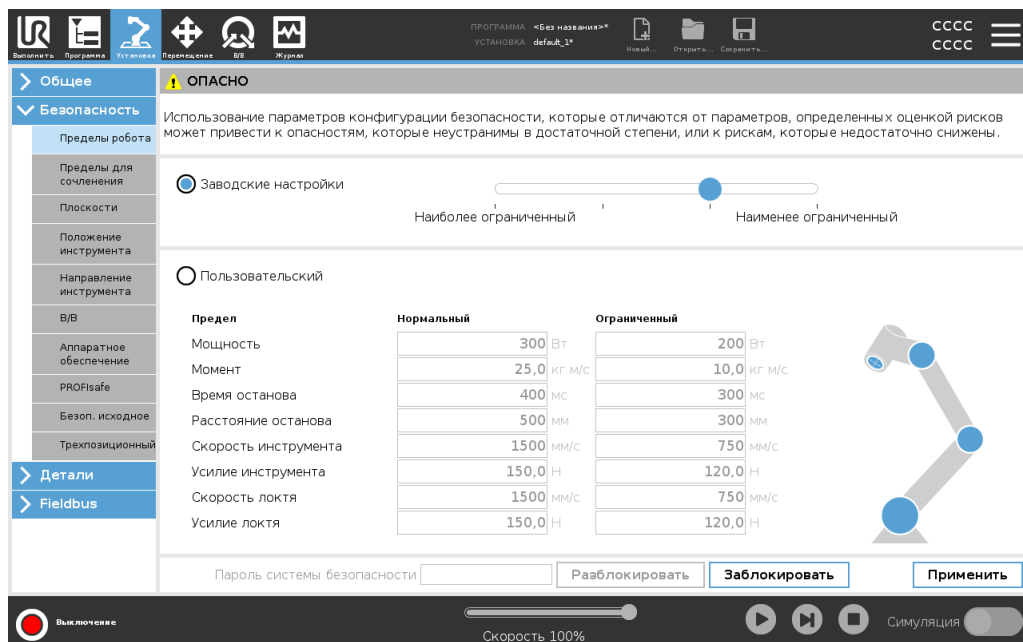 UR
Выполнить Программа Установка Перемещение В/В Журнал
ПРОГРАММА <Без названия>*
УСТАНОВКА default_1*
Новый... Открыть... Сохранить...
cccc
cccc
Общее
Безопасность
Пределы робота
Пределы для
сочленения
Плоскости
Положение
инструмента
Направление
инструмента
В/В
Аппаратное
обеспечение
PROFIsafe
Безоп. исходное
Трехпозиционный
Детали
Fieldbus
ОПАСНО
Использование параметров конфигурации безопасности, которые отличаются от параметров, определенных оценкой рисков
может привести к опасностям, которые неустранимы в достаточной степени, или к рискам, которые недостаточно снижены.
Заводские настройки
Наиболее ограниченный Наименее ограниченный
Пользовательский
Предел Нормальный Ограниченный
Мощность 300 Вт 200 Вт
Момент 25,0 кг м/с 10,0 кг м/с
Время останова 400 мс 300 мс
Расстояние останова 500 мм 300 мм
Скорость инструмента 1500 мм/с 750 мм/с
Усилие инструмента 150,0 Н 120,0 Н
Скорость локтя 1500 мм/с 750 мм/с
Усилие локтя 150,0 Н 120,0 Н
Пароль системы безопасности Разблокировать Заблокировать Применить
Выключение
Скорость 100%
Симуляция